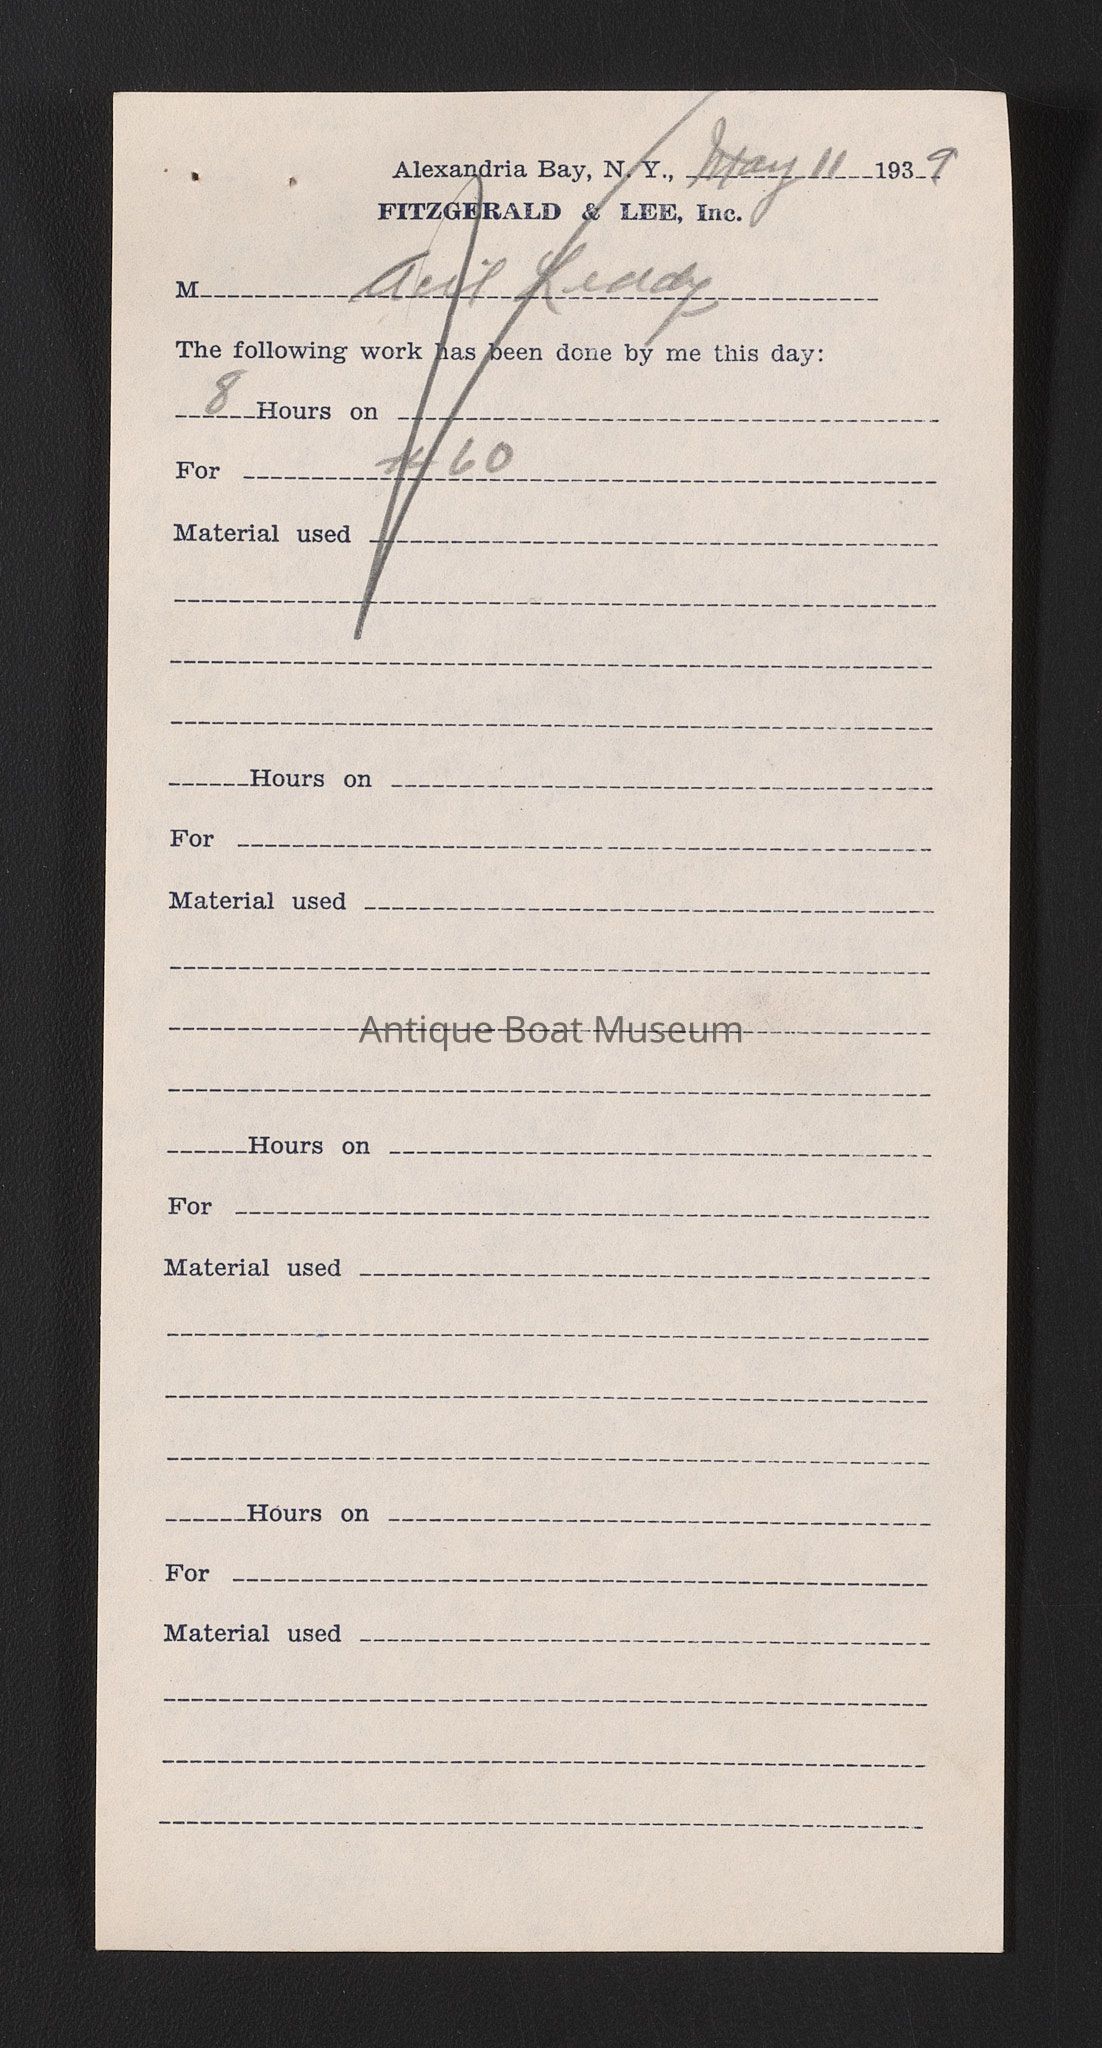 Alexandria Bay, N. Y., May 11 1939
FITZGERALD & LEE, Inc.
M
The following work has been done by me this day:
8 Hours on
For # 60
Material used
Hours on
For
Material used
Antique Boat Museum
Hours on
For
Material used
Hours on
For
Material used